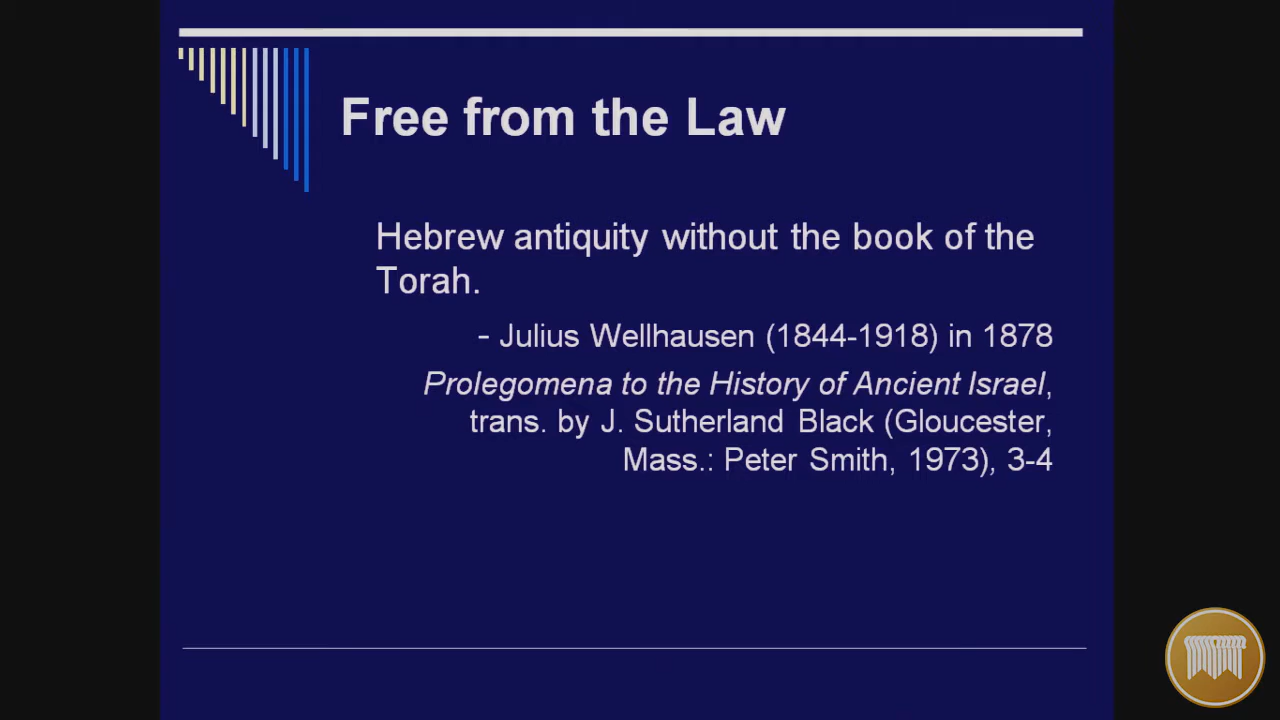 Free from the Law
Hebrew antiquity without the book of the
Torah.
- Julius Wellhausen (1844-1918) in 1878
Prolegomena to the History of Ancient Israel,
trans. by J. Sutherland Black (Gloucester,
Mass.: Peter Smith, 1973), 3-4